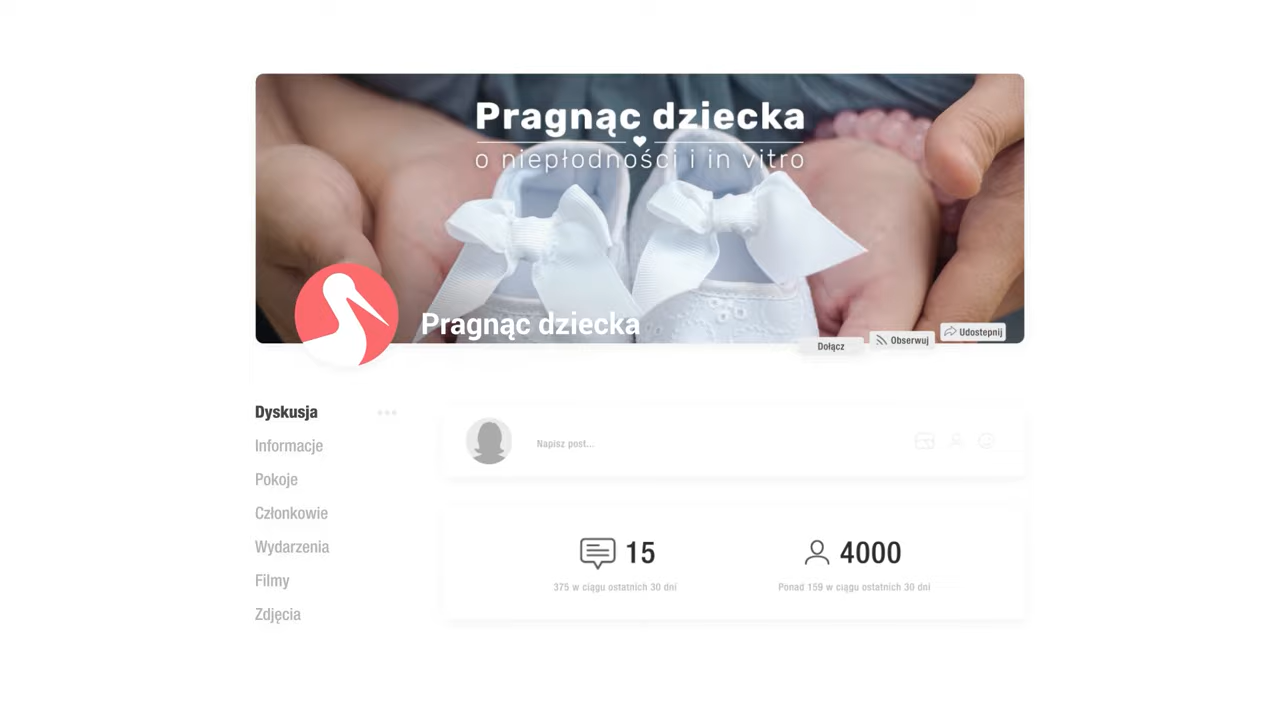 Pragnąc dziecka
o niepłodności i in vitro
Pragnąc dziecka
Dołącz
Obserwuj
Udostepnij
Dyskusja
Informacje
Pokoje
Członkowie
Wydarzenia
Filmy
Zdjęcia
Napisz post...
15
375 w ciągu ostatnich 30 dni
4000
Ponad 159 w ciągu ostatnich 30 dni